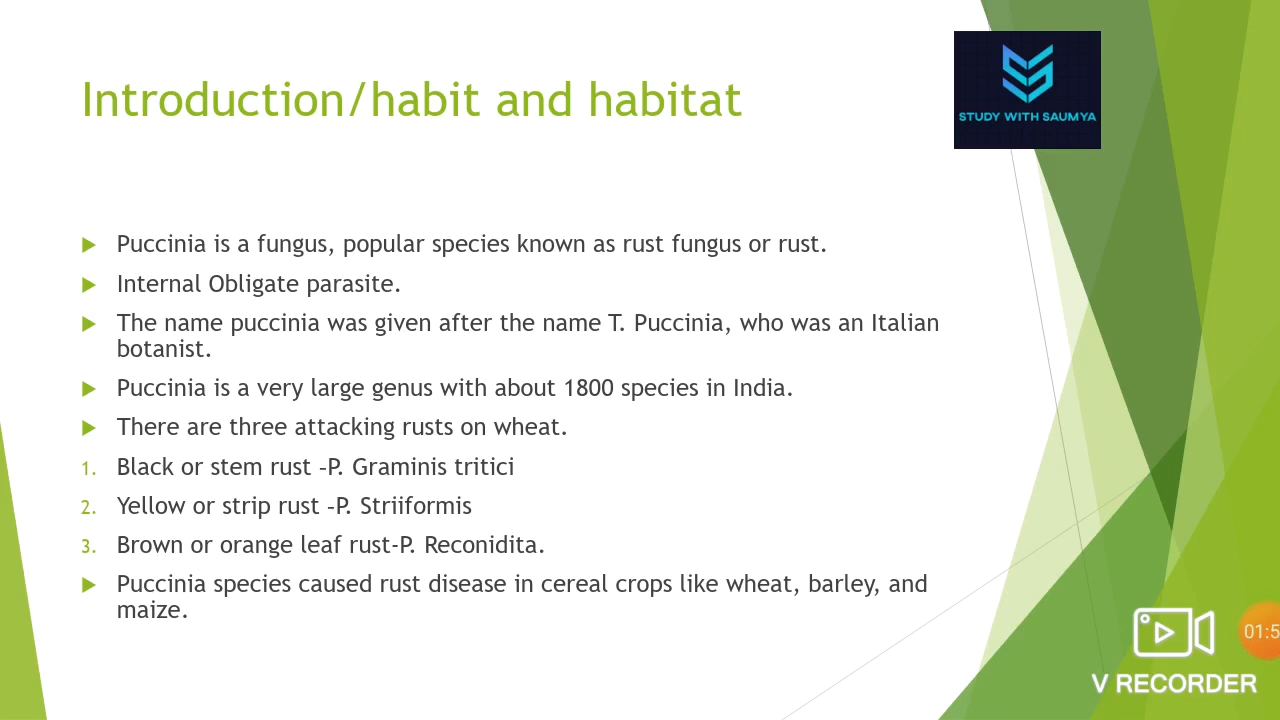 Introduction/habit and habitat
STUDY WITH SAUMYA
Puccinia is a fungus, popular species known as rust fungus or rust.
Internal Obligate parasite.
The name puccinia was given after the name T. Puccinia, who was an Italian
botanist.
Puccinia is a very large genus with about 1800 species in India.
There are three attacking rusts on wheat.
1. Black or stem rust –P. Graminis tritici
2. Yellow or strip rust –P. Striiformis
3. Brown or orange leaf rust-P. Reconidita.
Puccinia species caused rust disease in cereal crops like wheat, barley, and
maize.
01:5
V RECORDER